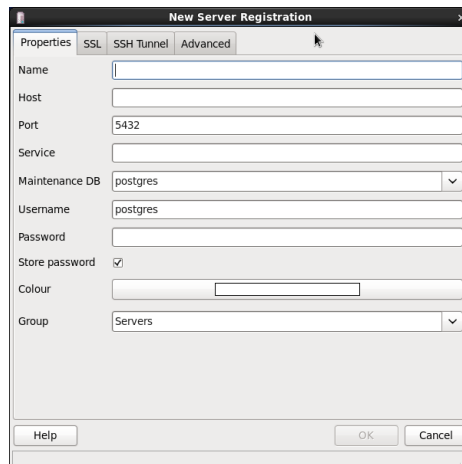 New Server Registration
Properties SSL SSH Tunnel Advanced
Name
Host
Port 5432
Service
Maintenance DB postgres
Username postgres
Password
Store password
Colour
Group Servers
Help OK Cancel